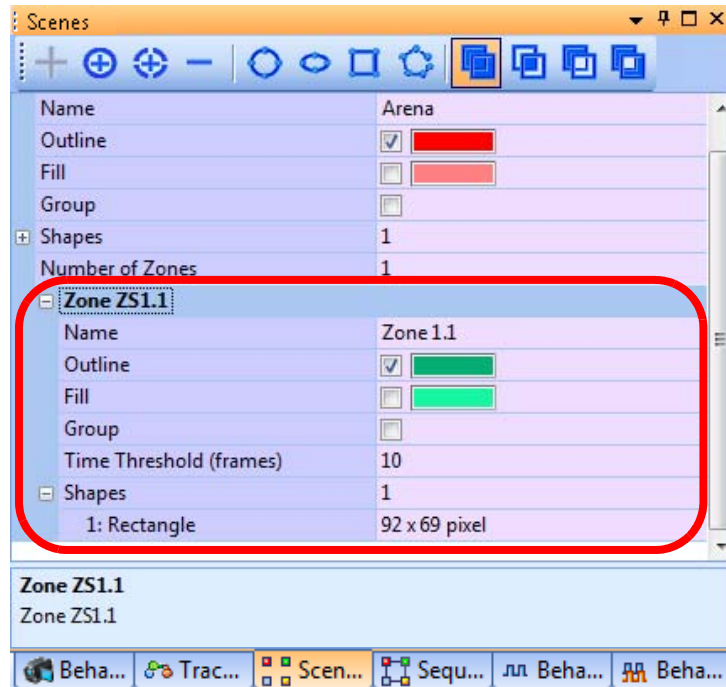 Scenes
Name Arena
Outline
Fill
Group
Shapes 1
Number of Zones 1
Zone ZS1.1
Name Zone 1.1
Outline
Fill
Group
Time Threshold (frames) 10
Shapes 1
1: Rectangle 92 x 69 pixel
Zone ZS1.1
Zone ZS1.1
Beha... Trac... Scen... Sequ... Beha... Beha...